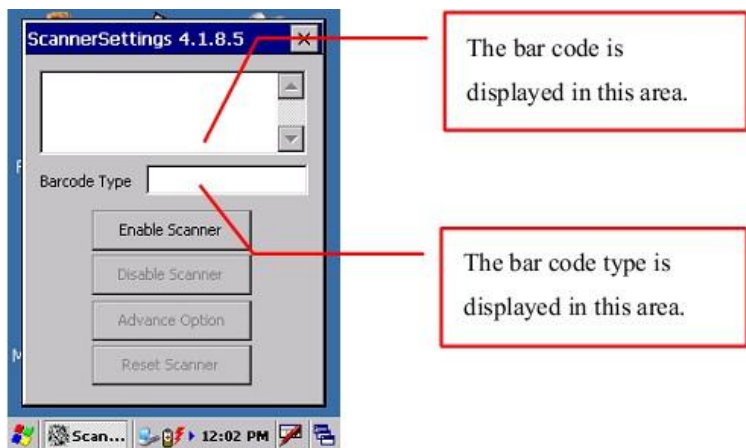 ScannerSettings 4.1.8.5
The bar code is
displayed in this area.
Barcode Type
Enable Scanner
Disable Scanner
Advance Option
Reset Scanner
The bar code type is
displayed in this area.
Scan...
12:02 PM